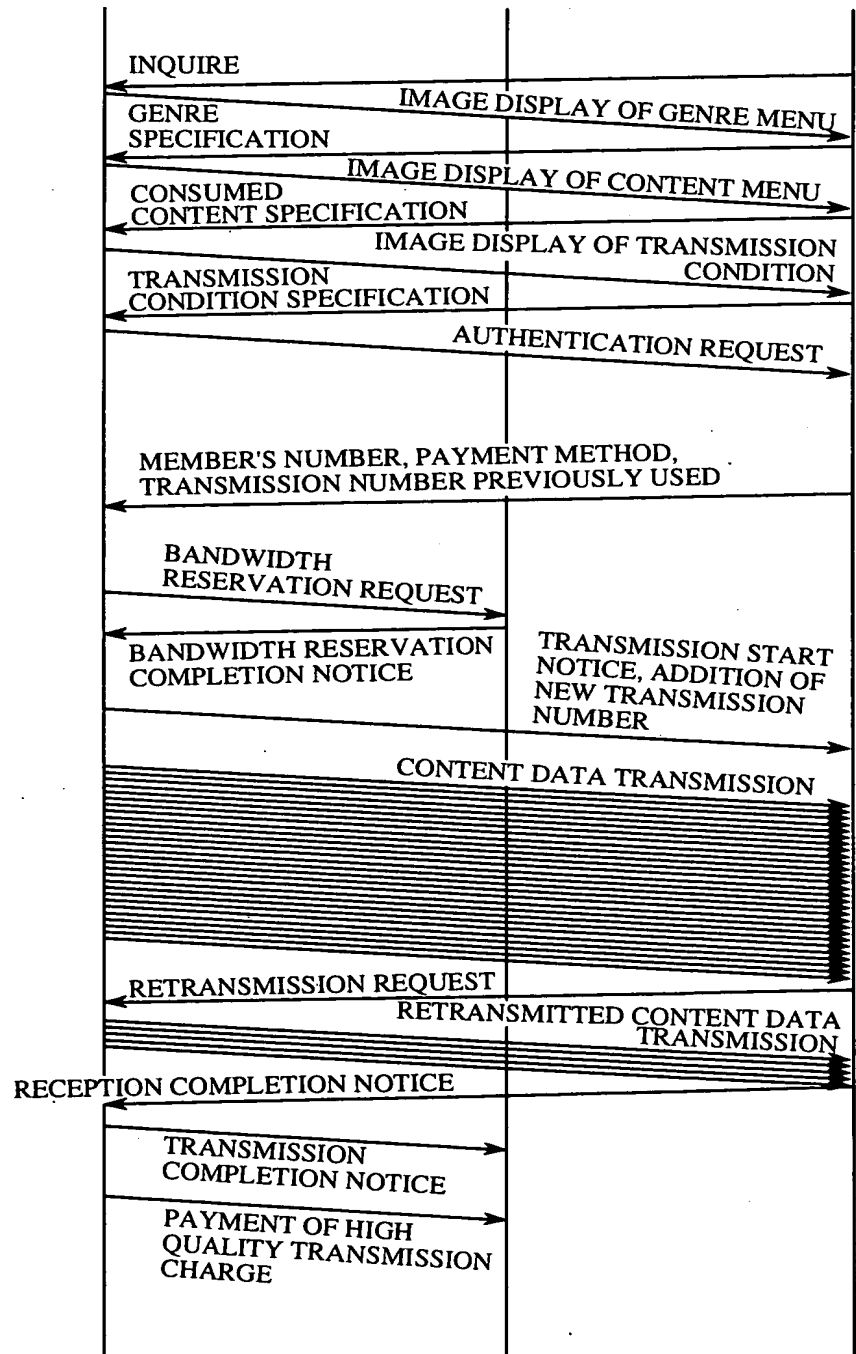 INQUIRE
IMAGE DISPLAY OF GENRE MENU
GENRE
SPECIFICATION
IMAGE DISPLAY OF CONTENT MENU
CONSUMED
CONTENT SPECIFICATION
IMAGE DISPLAY OF TRANSMISSION
CONDITION
TRANSMISSION
CONDITION SPECIFICATION
AUTHENTICATION REQUEST
MEMBER'S NUMBER, PAYMENT METHOD,
TRANSMISSION NUMBER PREVIOUSLY USED
BANDWIDTH
RESERVATION REQUEST
BANDWIDTH RESERVATION
COMPLETION NOTICE
TRANSMISSION START
NOTICE, ADDITION OF
NEW TRANSMISSION
NUMBER
CONTENT DATA TRANSMISSION
RETRANSMISSION REQUEST
RETRANSMITTED CONTENT DATA
TRANSMISSION
RECEPTION COMPLETION NOTICE
TRANSMISSION
COMPLETION NOTICE
PAYMENT OF HIGH
QUALITY TRANSMISSION
CHARGE